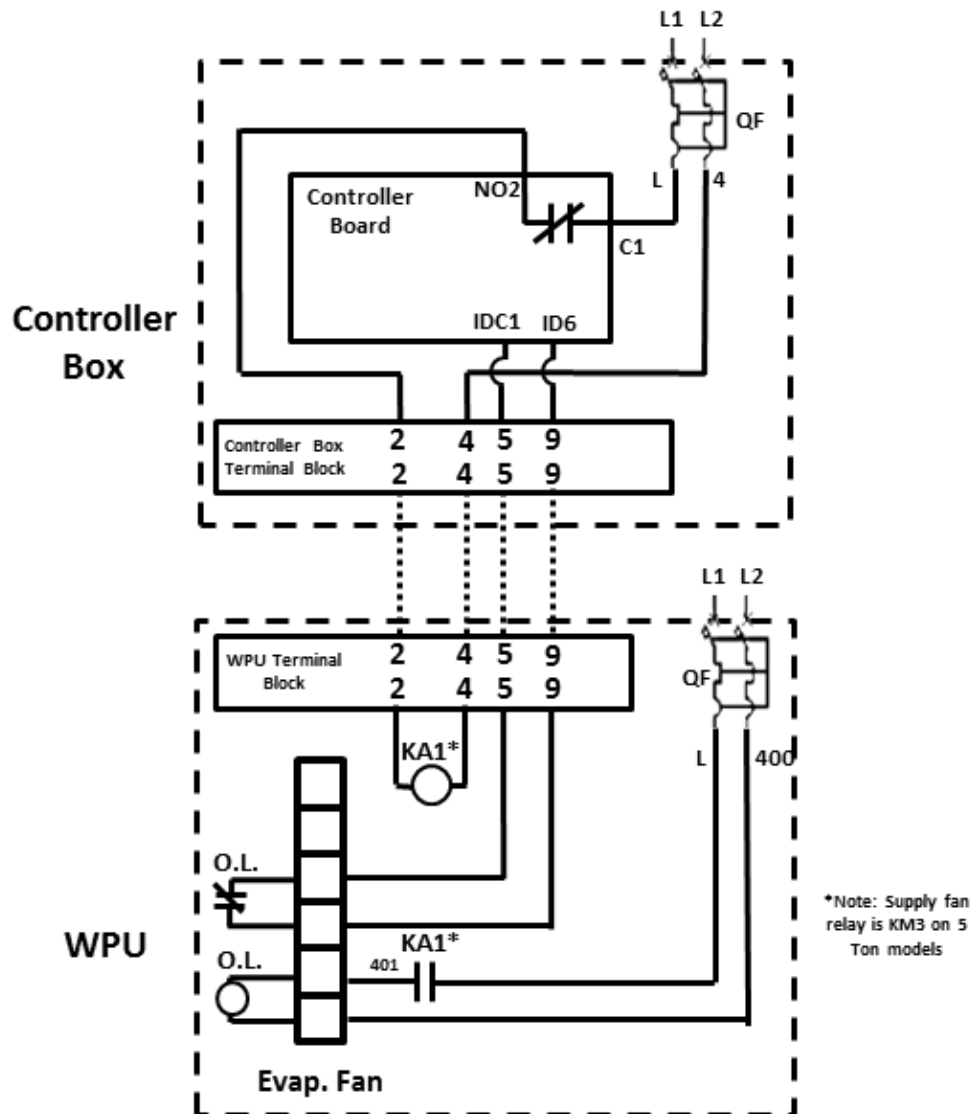 L1 L2
QF
L 4
NO2
Controller
Board
C1
IDC1 ID6
Controller
Box
Controller Box
Terminal Block
2 4 5 9
2 4 5 9
L1 L2
WPU Terminal
Block
2 4 5 9
2 4 5 9
QF
KA1*
L 400
O.L.
*Note: Supply fan
relay is KM3 on 5
Ton models
WPU
KA1*
O.L.
401
Evap. Fan